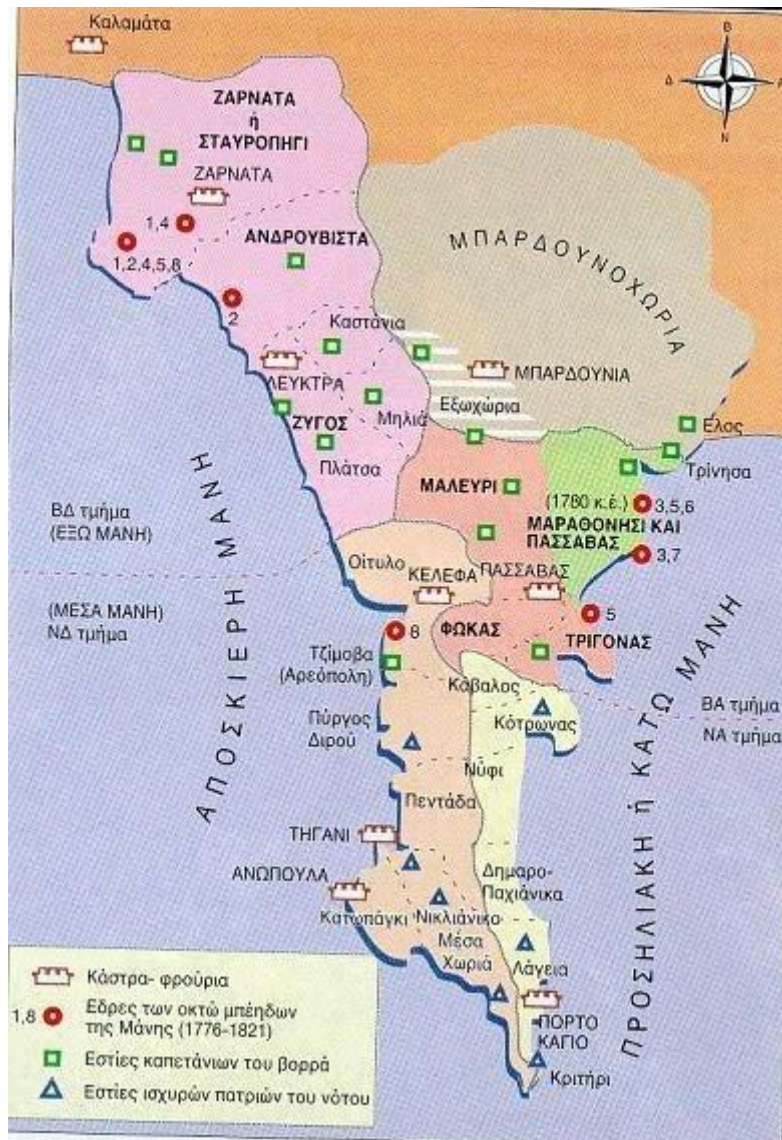 Καλαμάτα
Β
Δ
Α
Ν
ΖΑΡΝΑΤΑ
ή
ΣΤΑΥΡΟΠΗΓΙ
ΖΑΡΝΑΤΑ
1,4
1,2,4,5,8
ΑΝΔΡΟΥΒΙΣΤΑ
ΜΠΑΡΔΟΥΝΟΧΩΡΙΑ
2
Καστάνια
ΛΕΥΚΤΡΑ
ΜΠΑΡΔΟΥΝΙΑ
Μηλιά
Εξωχώρια
ΖΥΓΟΣ
Πλάτσα
Έλος
Τρίνησα
ΜΑΛΕΥΡΙ
(1780 κ.έ.)
3,5,6
ΜΑΡΑΘΟΝΗΣΙ ΚΑΙ
ΠΑΣΣΑΒΑΣ
3,7
ΒΔ τμήμα
(ΕΞΩ ΜΑΝΗ)
ΑΠΟΣΚΙΕΡΗ ΜΑΝΗ
Οίτυλο
ΚΕΛΕΦΑ
ΠΑΣΣΑΒΑΣ
(ΜΕΣΑ ΜΑΝΗ)
ΝΔ τμήμα
8
ΦΩΚΑΣ
5
ΤΡΙΓΟΝΑΣ
Τζίμοβα
(Αρεόπολη)
Κάβαλος
ΒΑ τμήμα
ΝΑ τμήμα
ΠΡΟΣΗΛΙΑΚΗ ή ΚΑΤΩ ΜΑΝΗ
Πύργος
Διρού
Κότρωνας
Νύφι
Πεντάδα
ΤΗΓΑΝΙ
ΑΝΩΠΟΥΛΑ
Δημαρο-
Παχιάνικα
Κατωπάγκι
Νικλιάνικο
Μέσα
Χωριά
Λάγεια
ΠΟΡΤΟ
ΚΑΓΙΟ
Κριτήρι
Κάστρα- φρούρια
1,8 Εδρες των οκτώ μπέηδων
της Μάνης (1776-1821)
Εστίες καπετάνιων του βορρά
Εστίες ισχυρών πατριών του νότου